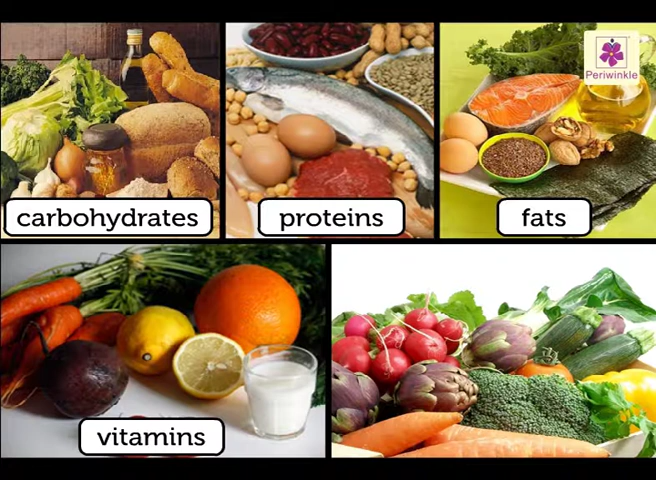 Periwinkle
carbohydrates
proteins
fats
vitamins